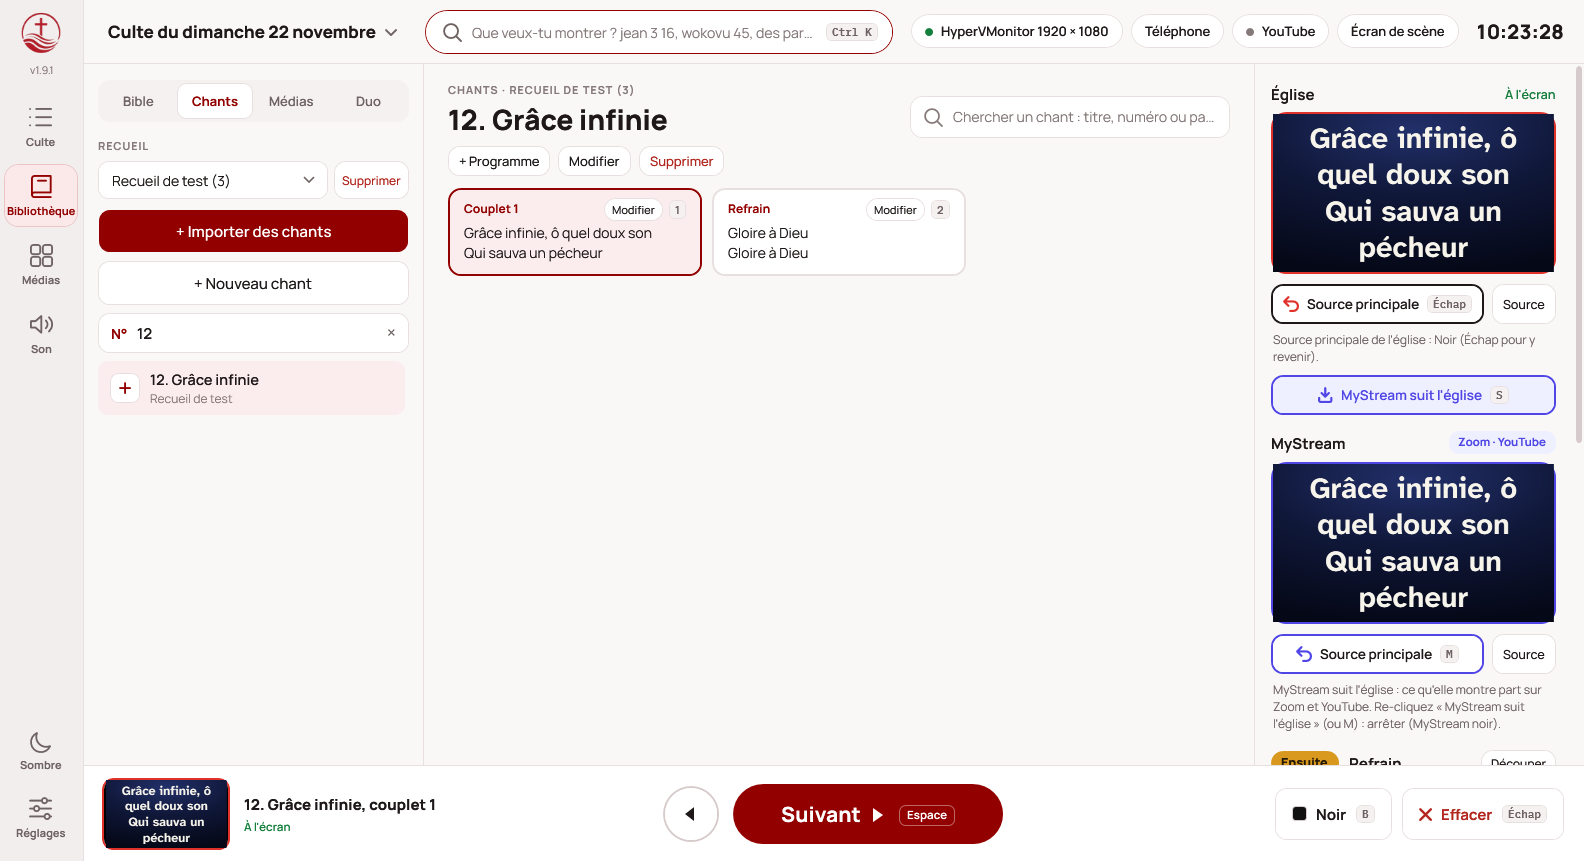 v1.9.1
Culte
Bibliothèque
Médias
Son
Sombre
Réglages
Culte du dimanche 22 novembre
Que veux-tu montrer ? jean 3 16, wokovu 45, des par... Ctrl K
HyperVMonitor 1920 × 1080
Téléphone
YouTube
Écran de scène
10:23:28
Bible
Chants
Médias
Duo
RECUEIL
Recueil de test (3)
Supprimer
+ Importer des chants
+ Nouveau chant
N° 12 ×
+ 12. Grâce infinie
Recueil de test
CHANTS · RECUEIL DE TEST (3)
12. Grâce infinie
Chercher un chant : titre, numéro ou pa...
+ Programme
Modifier
Supprimer
Couplet 1 Modifier 1
Grâce infinie, ô quel doux son
Qui sauva un pécheur
Refrain Modifier 2
Gloire à Dieu
Gloire à Dieu
Église À l'écran
Grâce infinie, ô
quel doux son
Qui sauva un
pécheur
Source principale Échap
Source
Source principale de l'église : Noir (Échap pour y
revenir).
MyStream suit l'église S
MyStream Zoom · YouTube
Grâce infinie, ô
quel doux son
Qui sauva un
pécheur
Source principale M
Source
MyStream suit l'église : ce qu'elle montre part sur
Zoom et YouTube. Re-cliquez « MyStream suit
l'église » (ou M) : arrêter (MyStream noir).
Ensuite Refrain Découper
Grâce infinie, ô
quel doux son
Qui sauva un
pécheur
12. Grâce infinie, couplet 1
À l'écran
Suivant Espace
Noir B
Effacer Échap